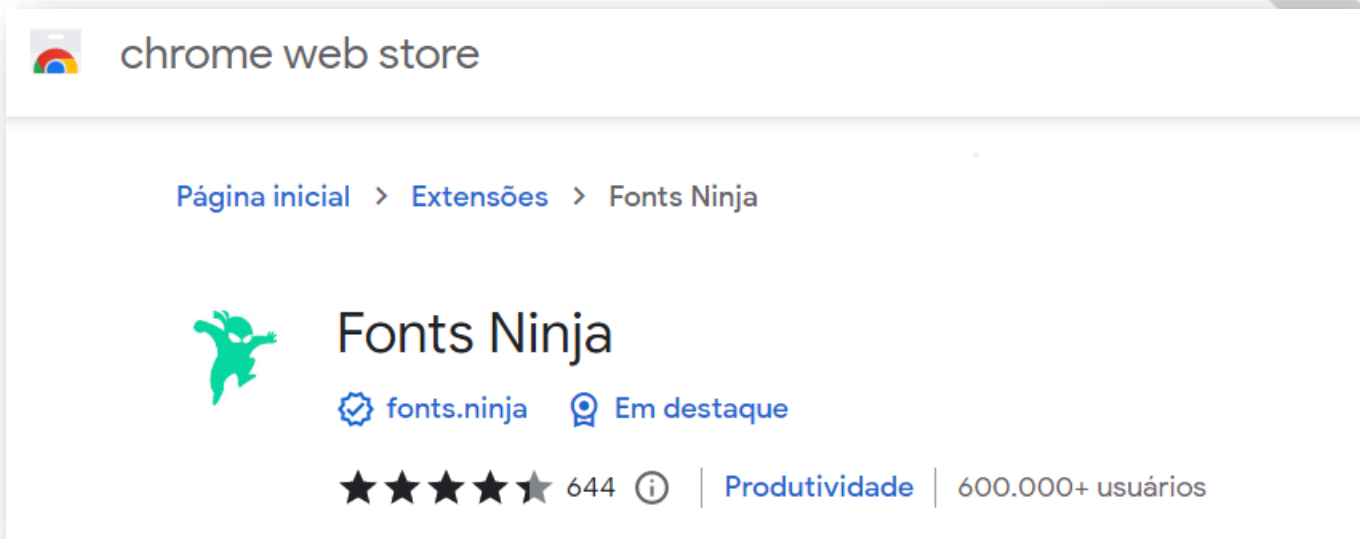 chrome web store
Página inicial > Extensões > Fonts Ninja
Fonts Ninja
fonts.ninja Em destaque
644 Produtividade 600.000+ usuários